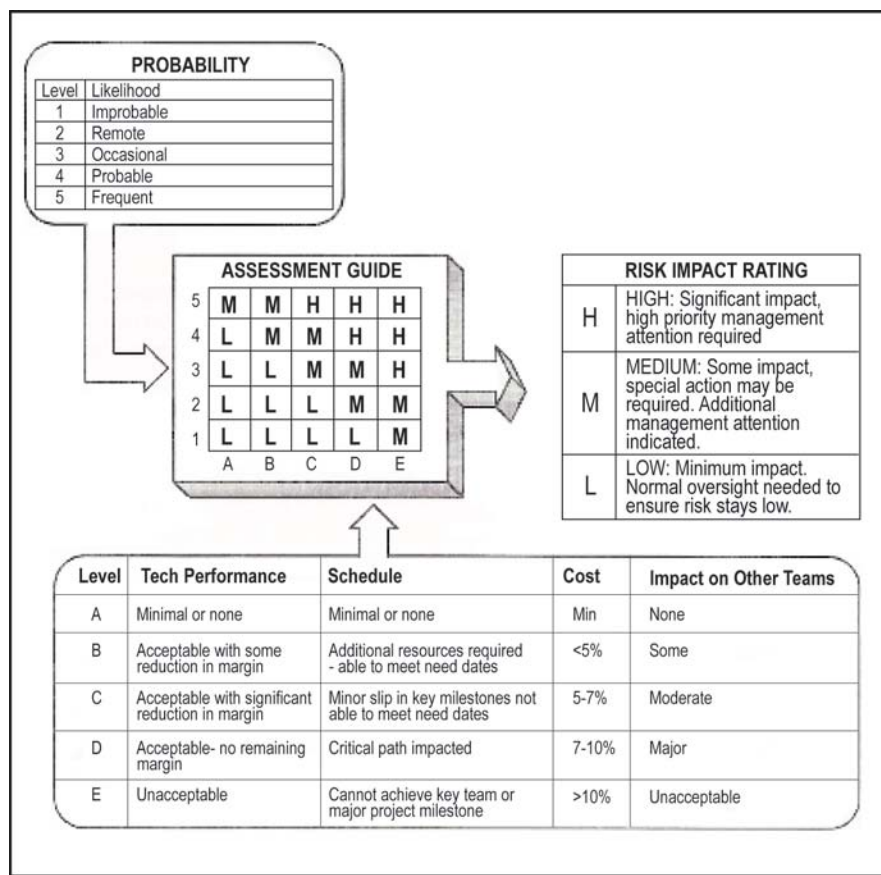 PROBABILITY
Level Likelihood
1 Improbable
2 Remote
3 Occasional
4 Probable
5 Frequent
ASSESSMENT GUIDE
5 M M H H H
4 L M M H H
3 L L M M H
2 L L L M M
1 L L L L M
A B C D E
RISK IMPACT RATING
H HIGH: Significant impact,
high priority management
attention required
M MEDIUM: Some impact,
special action may be
required. Additional
management attention
indicated.
L LOW: Minimum impact.
Normal oversight needed to
ensure risk stays low.
Level Tech Performance Schedule Cost Impact on Other Teams
A Minimal or none Minimal or none Min None
B Acceptable with some Additional resources required <5% Some
reduction in margin - able to meet need dates
C Acceptable with significant Minor slip in key milestones not 5-7% Moderate
reduction in margin able to meet need dates
D Acceptable- no remaining Critical path impacted 7-10% Major
margin
E Unacceptable Cannot achieve key team or >10% Unacceptable
major project milestone